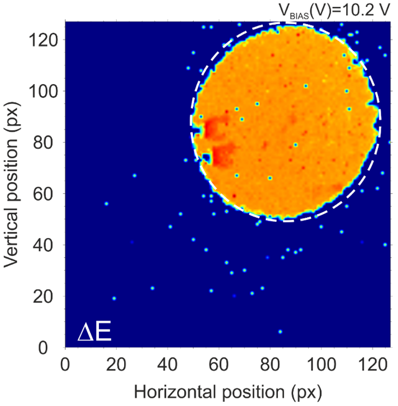 V_BIAS(V)=10.2 V
120
100
80
60
40
20
0
Vertical position (px)
ΔE
0 20 40 60 80 100 120
Horizontal position (px)